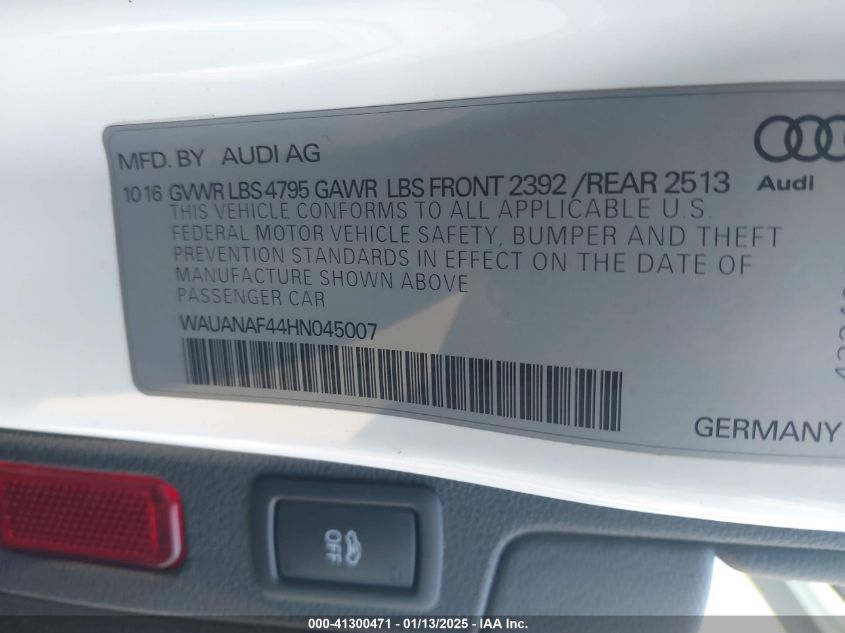 MFD. BY AUDI AG
10 16 GVWR LBS 4795 GAWR LBS FRONT 2392 /REAR 2513
Audi
THIS VEHICLE CONFORMS TO ALL APPLICABLE U.S.
FEDERAL MOTOR VEHICLE SAFETY, BUMPER AND THEFT
PREVENTION STANDARDS IN EFFECT ON THE DATE OF
MANUFACTURE SHOWN ABOVE
PASSENGER CAR
WAUANAF44HN045007
GERMANY
OFF
000-41300471 — 01/13/2025 - IAA Inc.